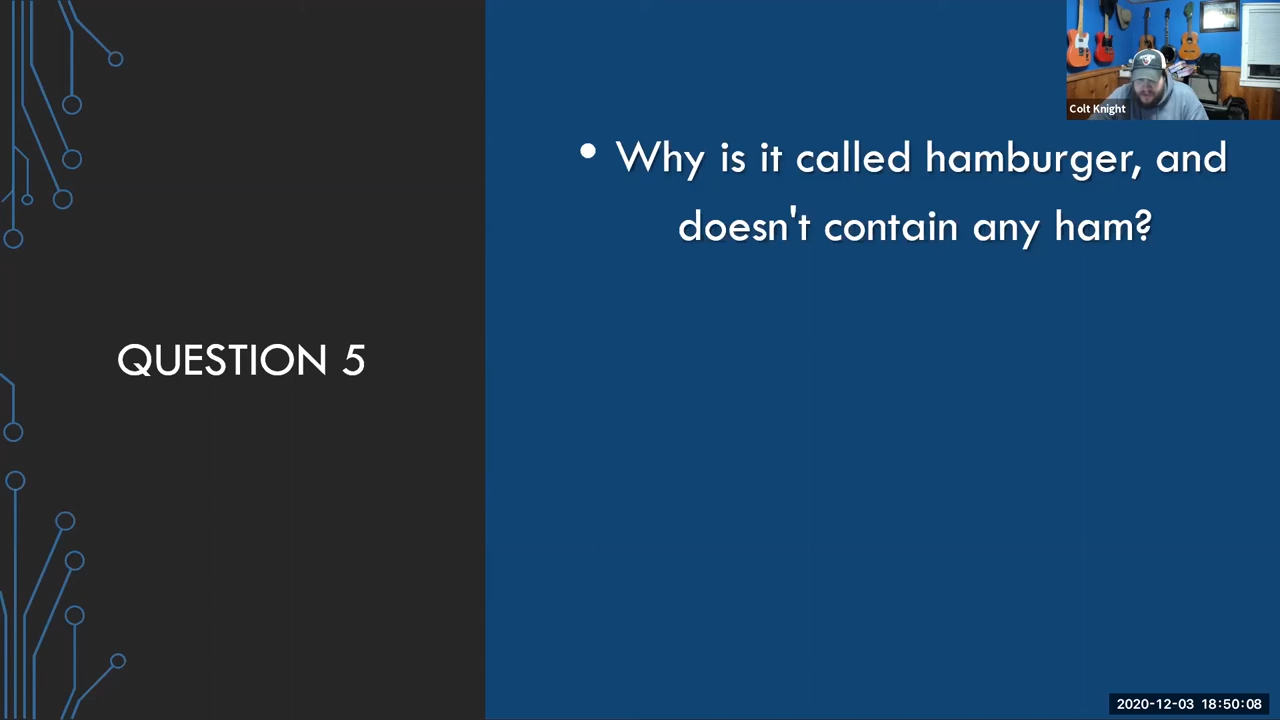 Colt Knight
• Why is it called hamburger, and
doesn't contain any ham?
QUESTION 5
2020-12-03 18:50:08